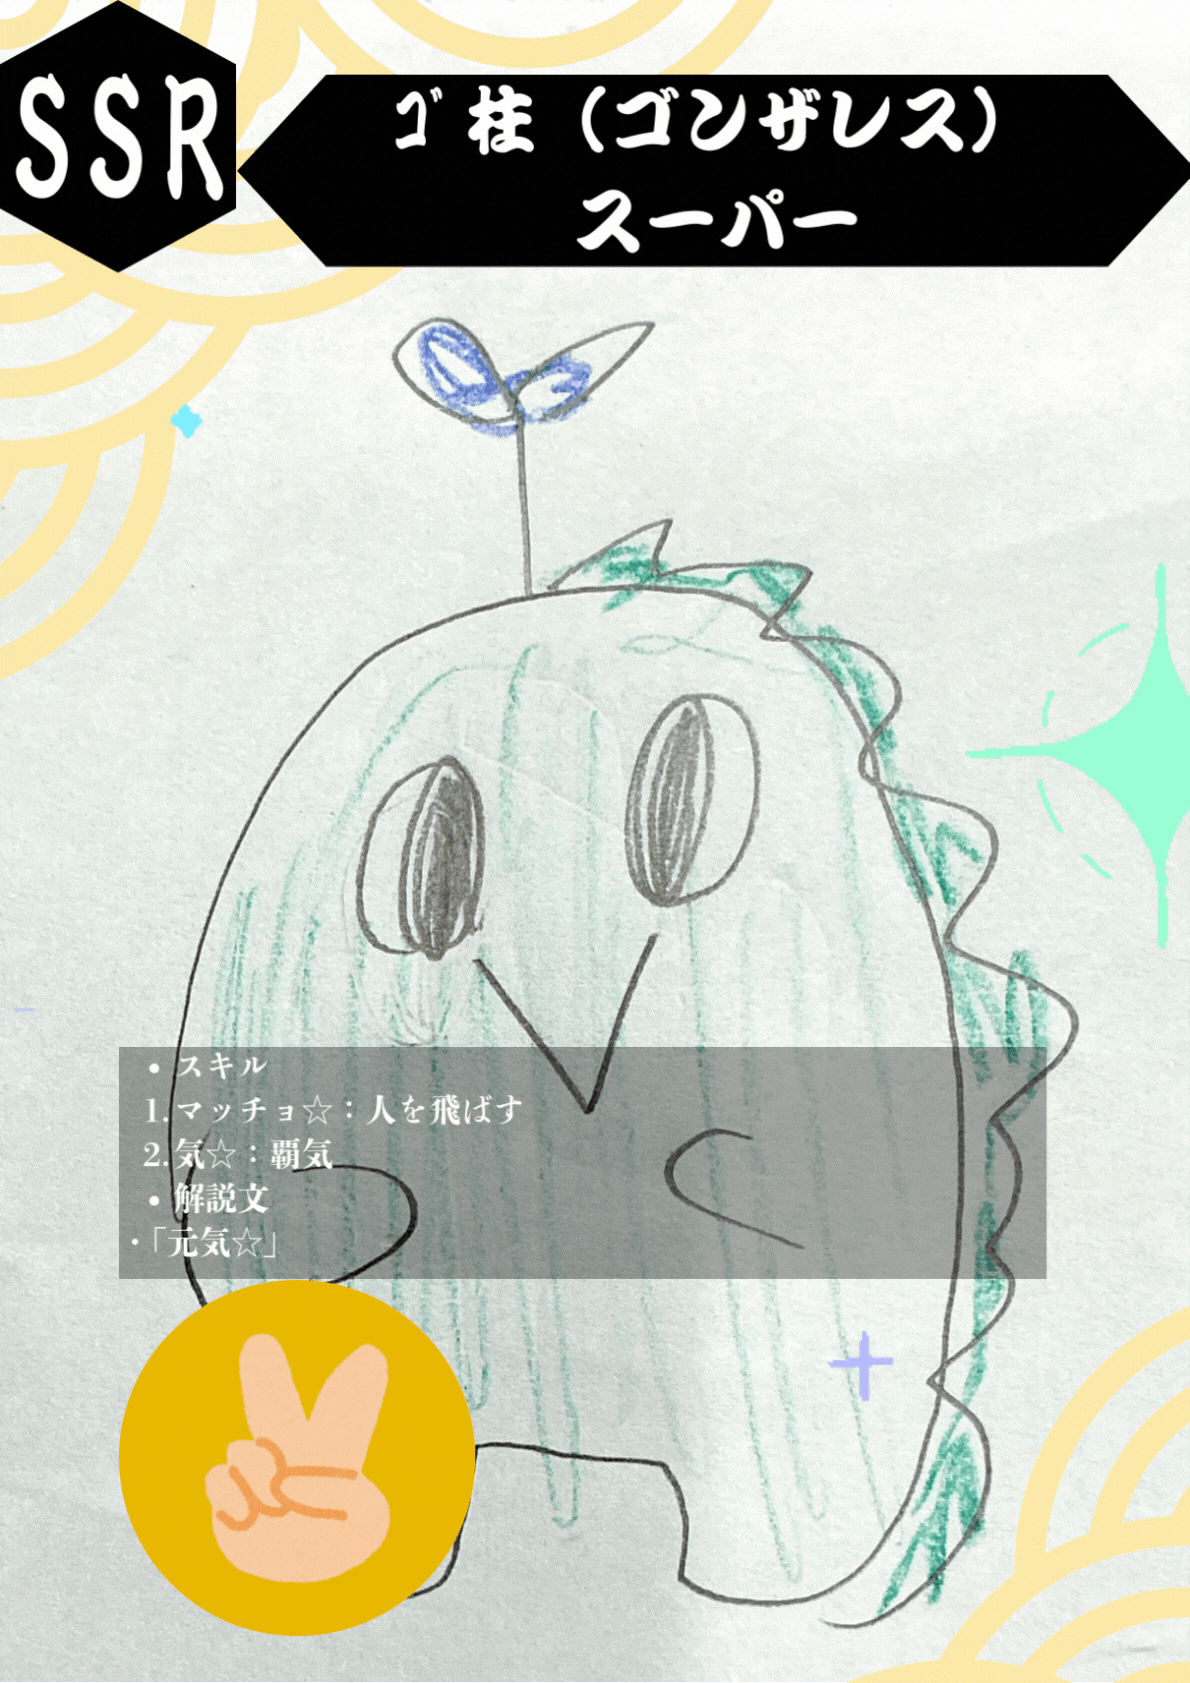 SSR
ゴ柱（ゴンザレス）
スーパー
• スキル
1.マッチョ☆：人を飛ばす
2.気☆：覇気
• 解説文
・「元気☆」